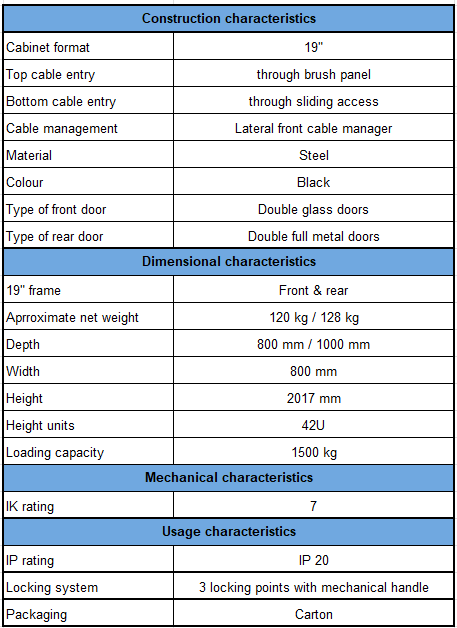 Construction characteristics
Cabinet format 19"
Top cable entry through brush panel
Bottom cable entry through sliding access
Cable management Lateral front cable manager
Material Steel
Colour Black
Type of front door Double glass doors
Type of rear door Double full metal doors
Dimensional characteristics
19" frame Front & rear
Aprroximate net weight 120 kg / 128 kg
Depth 800 mm / 1000 mm
Width 800 mm
Height 2017 mm
Height units 42U
Loading capacity 1500 kg
Mechanical characteristics
IK rating 7
Usage characteristics
IP rating IP 20
Locking system 3 locking points with mechanical handle
Packaging Carton